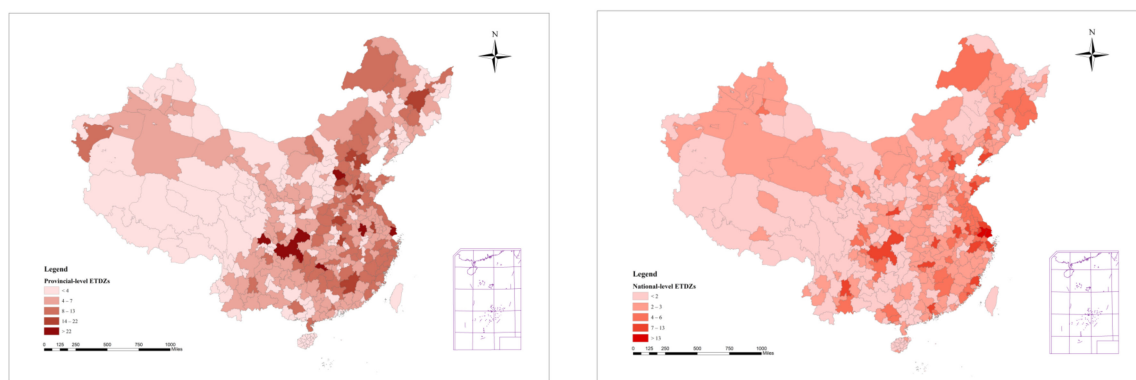 N
Legend
Provincial-level ETDZs
< 4
4 – 7
8 – 13
14 – 22
> 22
0 125 250 500 750 1000
Miles
N
Legend
National-level ETDZs
< 2
2 – 3
4 – 6
7 – 13
> 13
0 125 250 500 750 1000
Miles